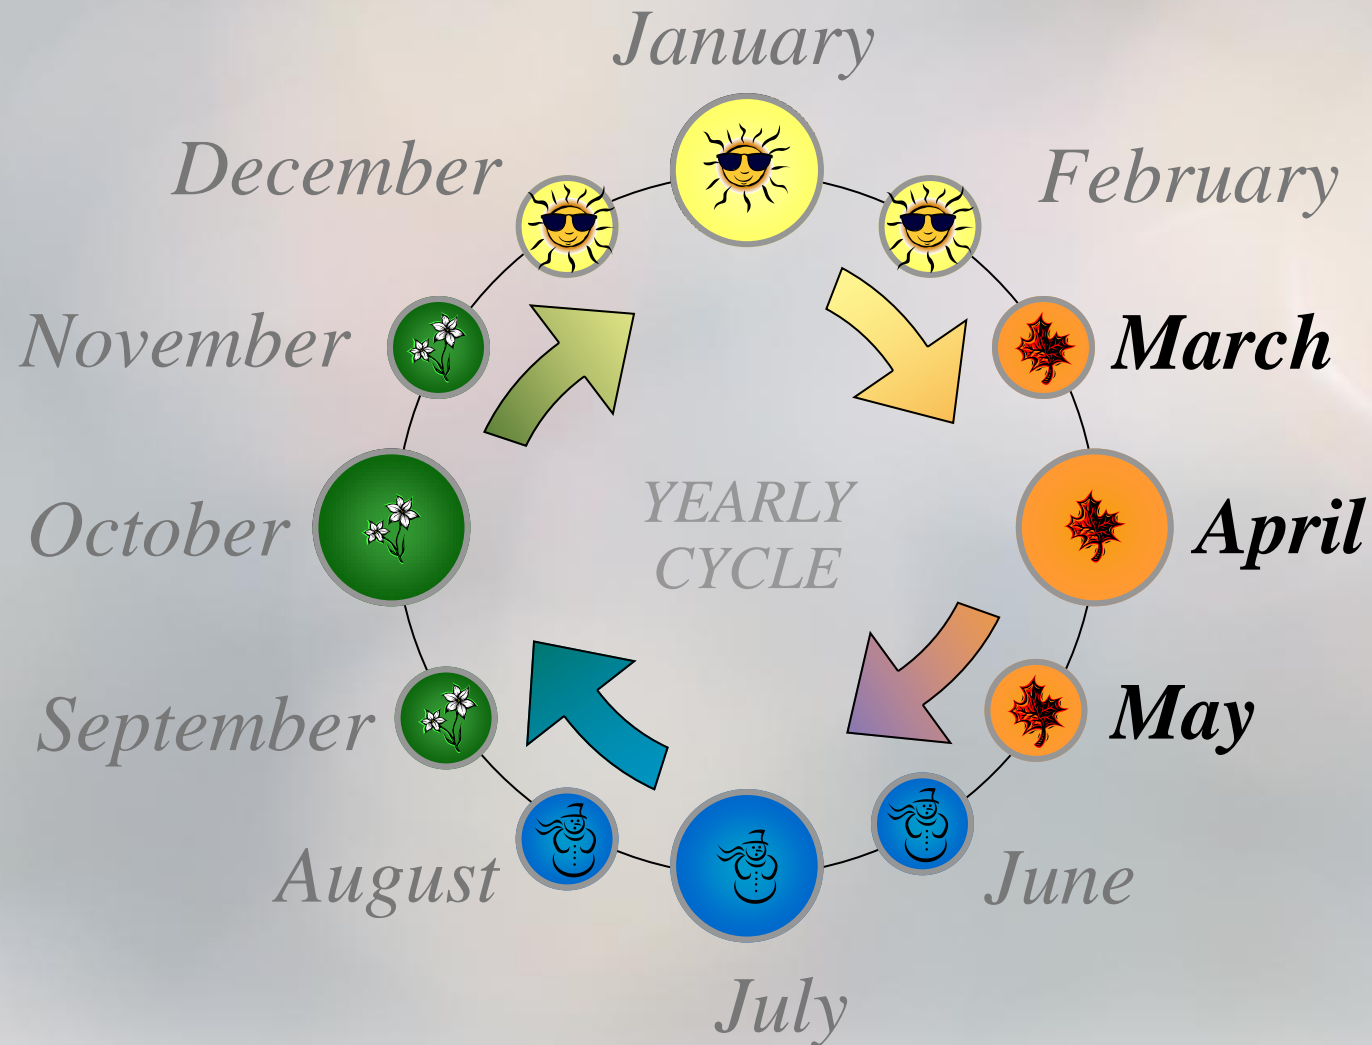 January
December
February
November
March
YEARLY
CYCLE
October
April
September
May
August
June
July